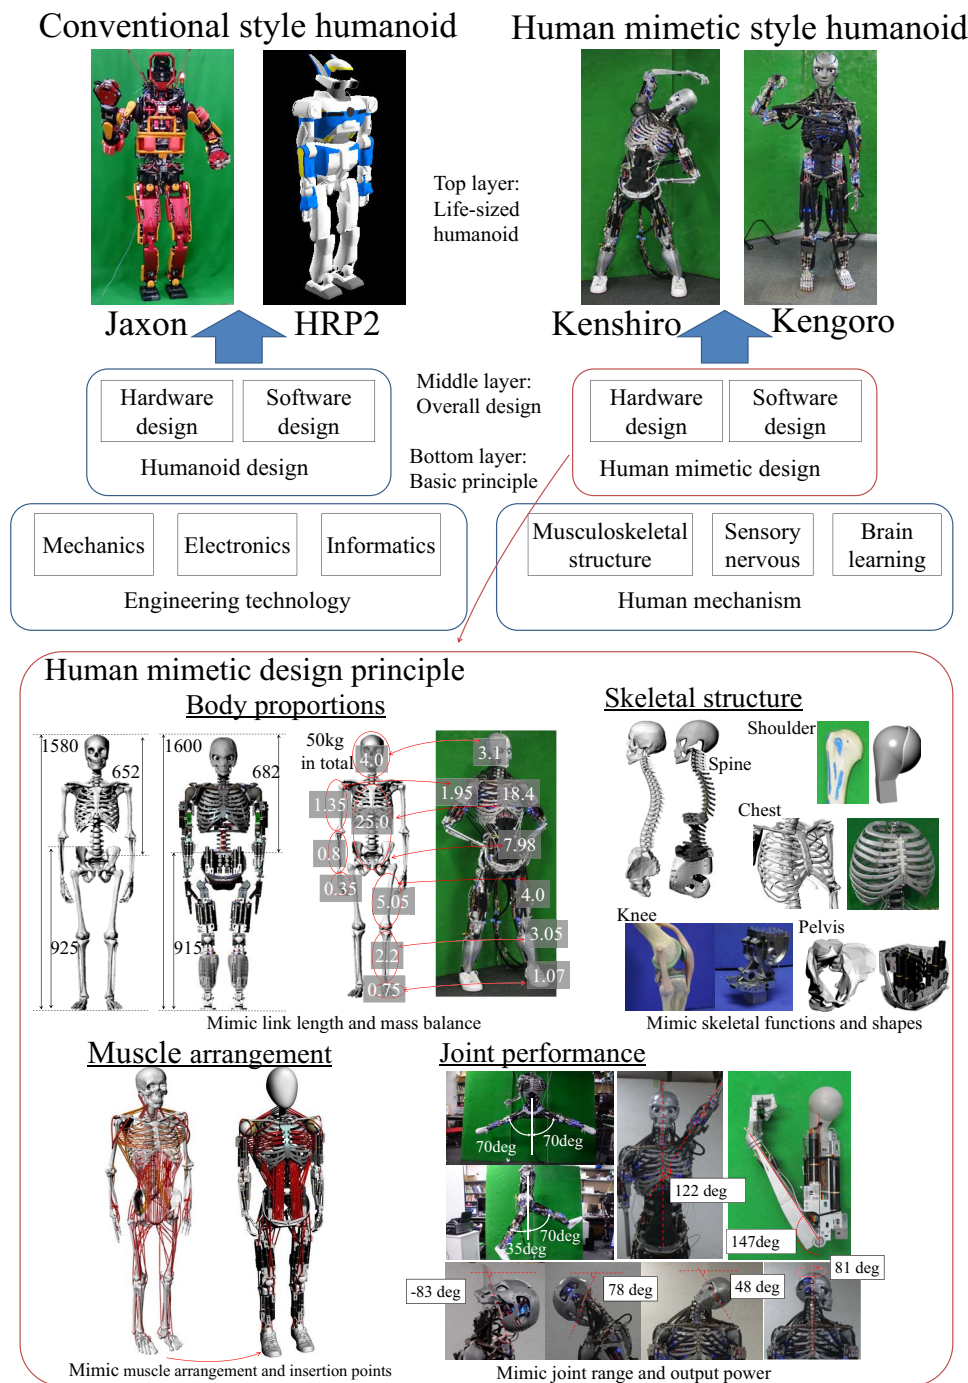 Conventional style humanoid
Human mimetic style humanoid
Top layer:
Life-sized
humanoid
Jaxon
HRP2
Kenshiro
Kengoro
Hardware
design
Software
design
Humanoid design
Middle layer:
Overall design
Hardware
design
Software
design
Human mimetic design
Bottom layer:
Basic principle
Mechanics
Electronics
Informatics
Engineering technology
Musculoskeletal
structure
Sensory
nervous
Brain
learning
Human mechanism
Human mimetic design principle
Body proportions
1580
652
925
1600
682
915
50kg
in total
4.0
3.1
1.35
1.95
18.4
25.0
0.8
7.98
0.35
5.05
4.0
2.2
3.05
0.75
1.07
Mimic link length and mass balance
Skeletal structure
Shoulder
Spine
Chest
Knee
Pelvis
Mimic skeletal functions and shapes
Muscle arrangement
Mimic muscle arrangement and insertion points
Joint performance
70deg
70deg
35deg
70deg
122 deg
147deg
-83 deg
78 deg
48 deg
81 deg
Mimic joint range and output power